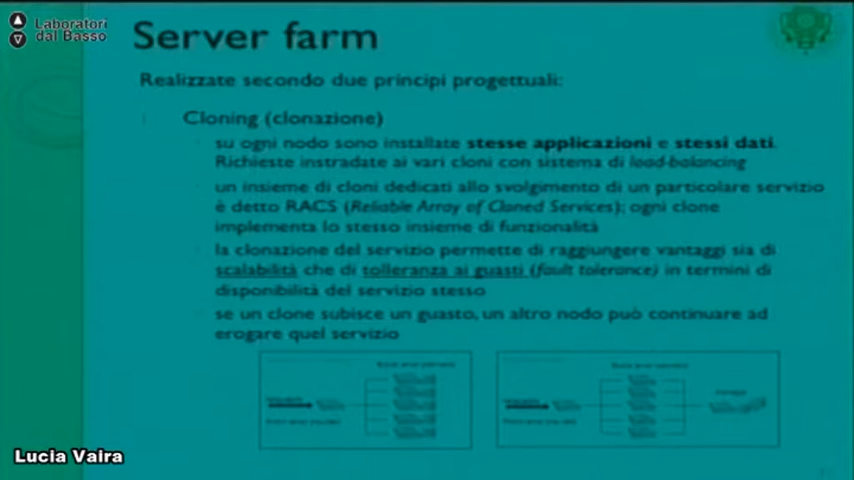 Laboratori
dal Basso
Server farm
Realizzate secondo due principi progettuali:
Cloning (clonazione)
su ogni nodo sono installate stesse applicazioni e stessi dati.
Richieste instradate ai vari cloni con sistema di load-balancing
un insieme di cloni dedicati allo svolgimento di un particolare servizio
è detto RACS (Reliable Array of Cloned Services); ogni clone
implementa lo stesso insieme di funzionalità
la clonazione del servizio permette di raggiungere vantaggi sia di
scalabilità che di tolleranza ai guasti (fault tolerance) in termini di
disponibilità del servizio stesso
se un clone subisce un guasto, un altro nodo può continuare ad
erogare quel servizio
Lucia Vaira